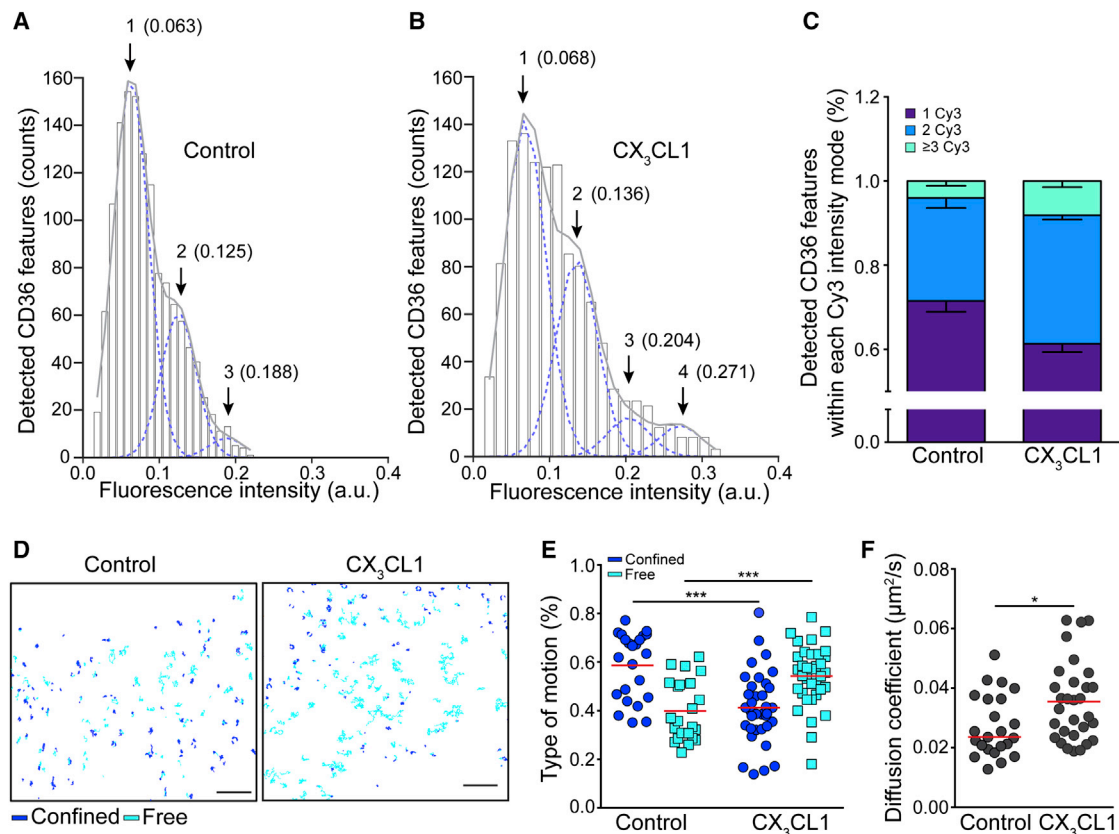 A
1 (0.063)
160
140
120
100
80
60
40
20
0
Detected CD36 features (counts)
Control
2 (0.125)
3 (0.188)
0.0
0.1
0.2
0.3
0.4
Fluorescence intensity (a.u.)
B
1 (0.068)
160
140
120
100
80
60
40
20
0
Detected CD36 features (counts)
CX₃CL1
2 (0.136)
3 (0.204)
4 (0.271)
0.0
0.1
0.2
0.3
0.4
Fluorescence intensity (a.u.)
C
Detected CD36 features
within each Cy3 intensity mode (%)
1.2
1.0
0.8
0.6
0.0
1 Cy3
2 Cy3
≥3 Cy3
Control
CX₃CL1
D
Control
CX₃CL1
Confined
Free
E
Type of motion (%)
1.0
0.8
0.6
0.4
0.2
0.0
Confined
Free
***
***
Control
CX₃CL1
F
Diffusion coefficient (µm²/s)
0.08
0.06
0.04
0.02
0.00
*
Control
CX₃CL1